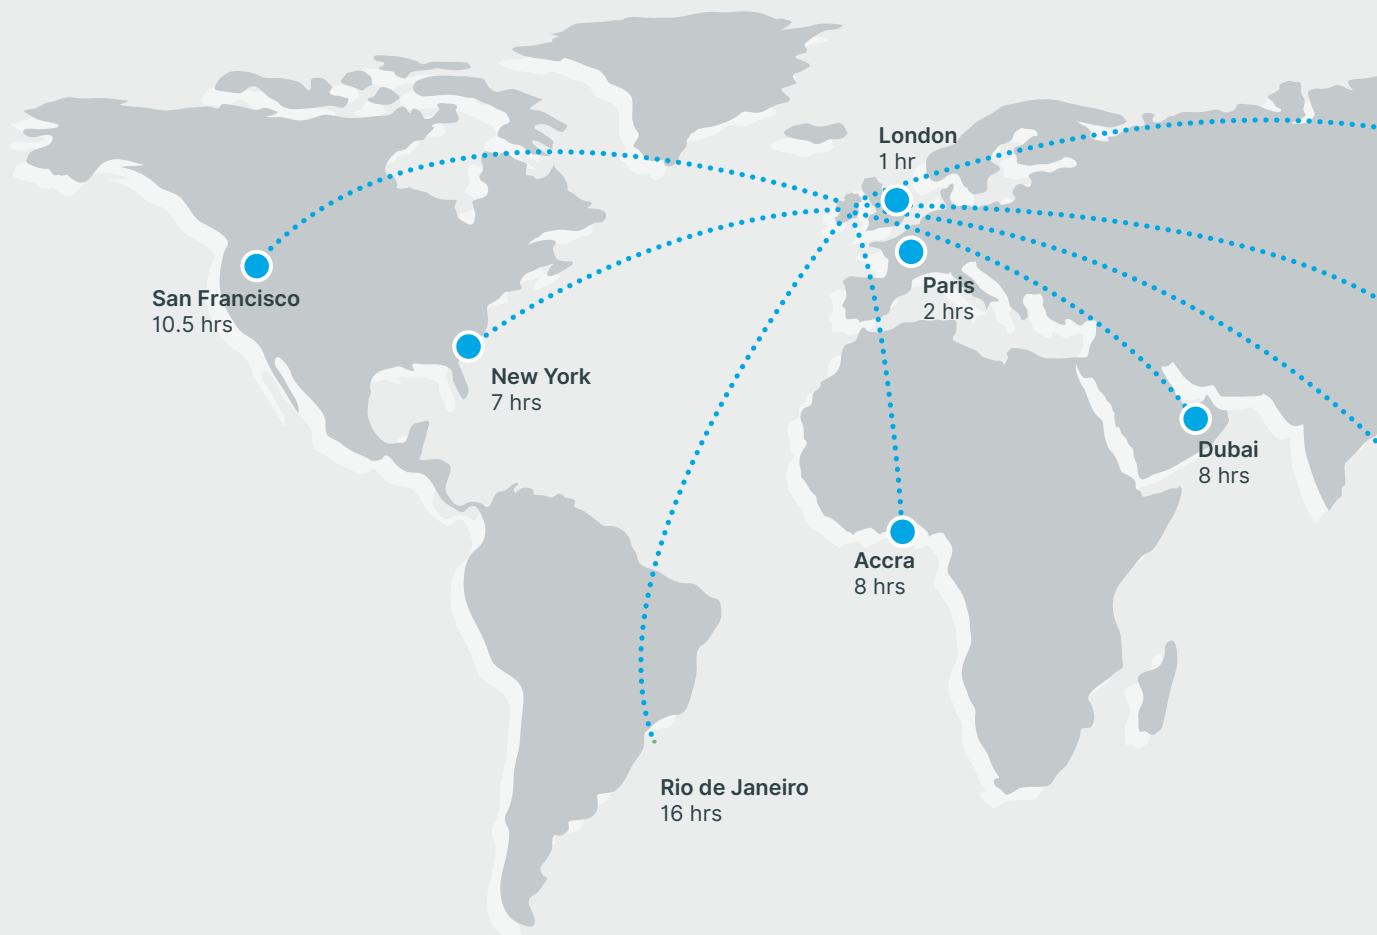 London
1 hr
Paris
2 hrs
San Francisco
10.5 hrs
New York
7 hrs
Dubai
8 hrs
Accra
8 hrs
Rio de Janeiro
16 hrs